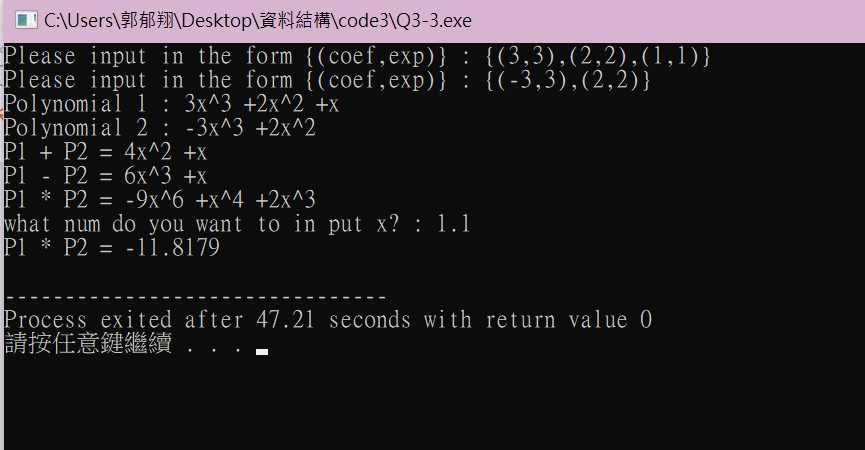 C:\Users\郭郁翔\Desktop\資料結構\code3\Q3-3.exe
Please input in the form {(coef,exp)} : {(3,3),(2,2),(1,1)}
Please input in the form {(coef,exp)} : {(-3,3),(2,2)}
Polynomial 1 : 3x^3 +2x^2 +x
Polynomial 2 : -3x^3 +2x^2
P1 + P2 = 4x^2 +x
P1 - P2 = 6x^3 +x
P1 * P2 = -9x^6 +x^4 +2x^3
what num do you want to in put x? : 1.1
P1 * P2 = -11.8179
--------------------------------
Process exited after 47.21 seconds with return value 0
請按任意鍵繼續 . . .